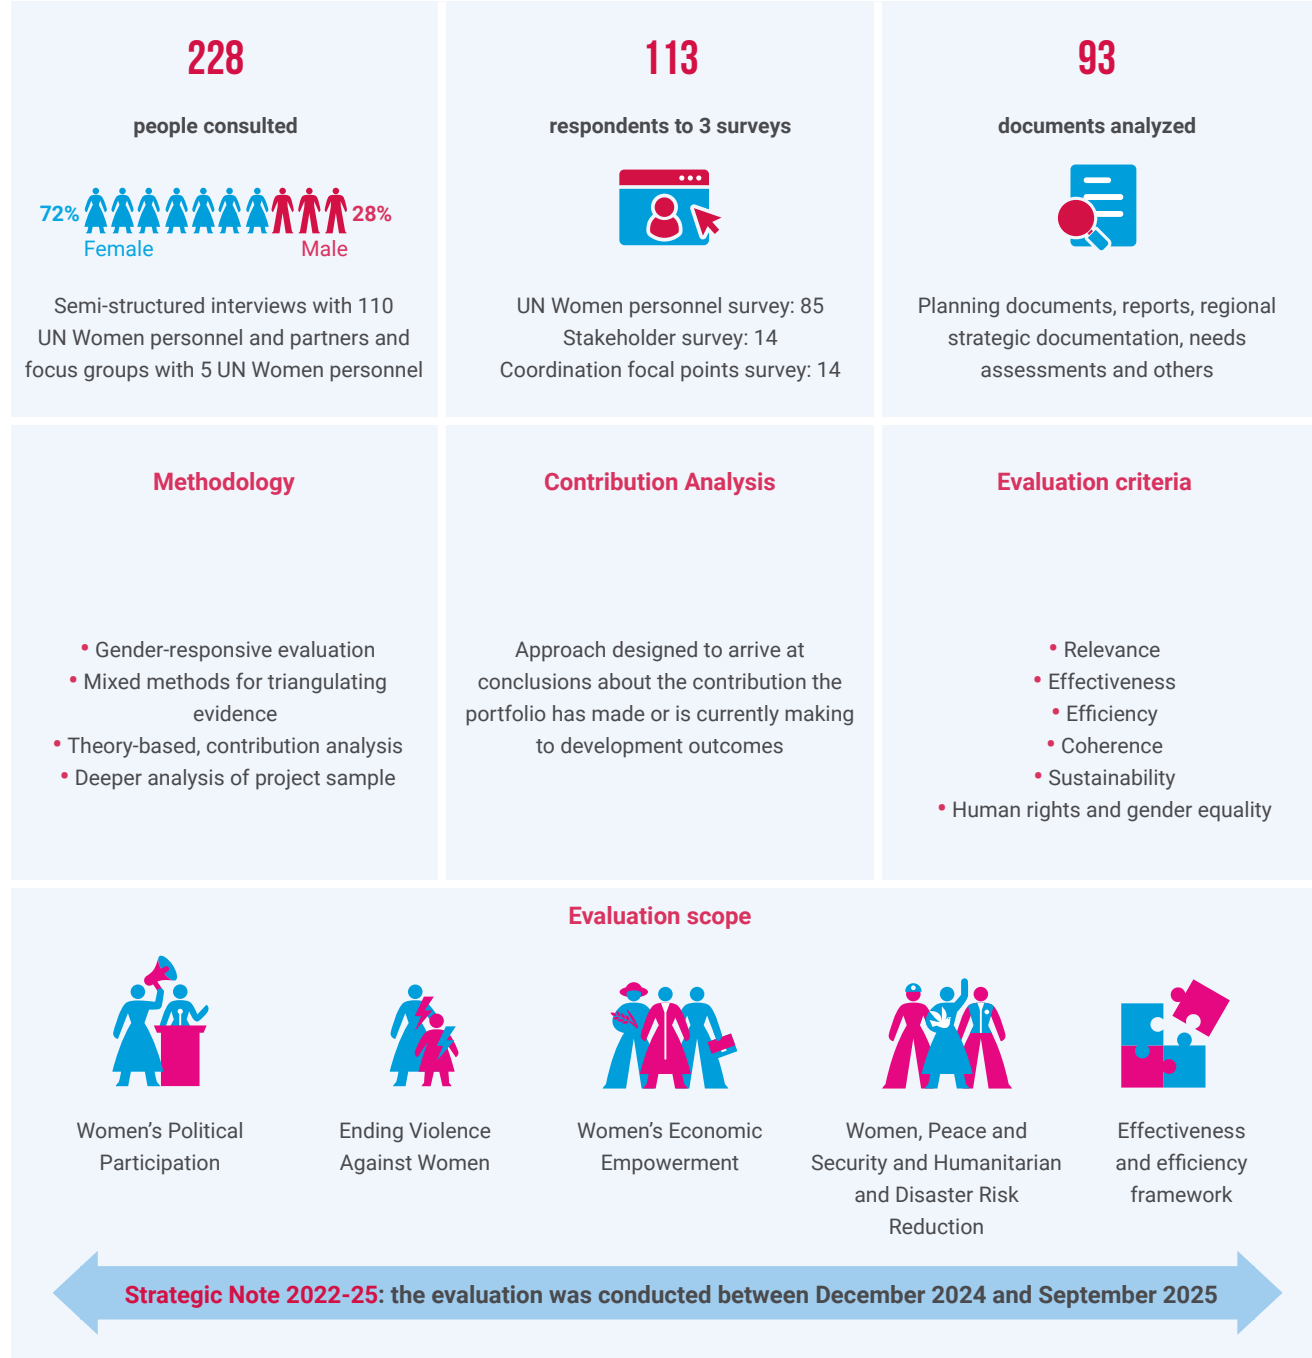 228
people consulted
72%
28%
Female
Male
Semi-structured interviews with 110
UN Women personnel and partners and
focus groups with 5 UN Women personnel
113
respondents to 3 surveys
UN Women personnel survey: 85
Stakeholder survey: 14
Coordination focal points survey: 14
93
documents analyzed
Planning documents, reports, regional
strategic documentation, needs
assessments and others
Methodology
• Gender-responsive evaluation
• Mixed methods for triangulating
evidence
• Theory-based, contribution analysis
• Deeper analysis of project sample
Contribution Analysis
Approach designed to arrive at
conclusions about the contribution the
portfolio has made or is currently making
to development outcomes
Evaluation criteria
• Relevance
• Effectiveness
• Efficiency
• Coherence
• Sustainability
• Human rights and gender equality
Evaluation scope
Women’s Political
Participation
Ending Violence
Against Women
Women’s Economic
Empowerment
Women, Peace and
Security and Humanitarian
and Disaster Risk
Reduction
Effectiveness
and efficiency
framework
Strategic Note 2022-25: the evaluation was conducted between December 2024 and September 2025